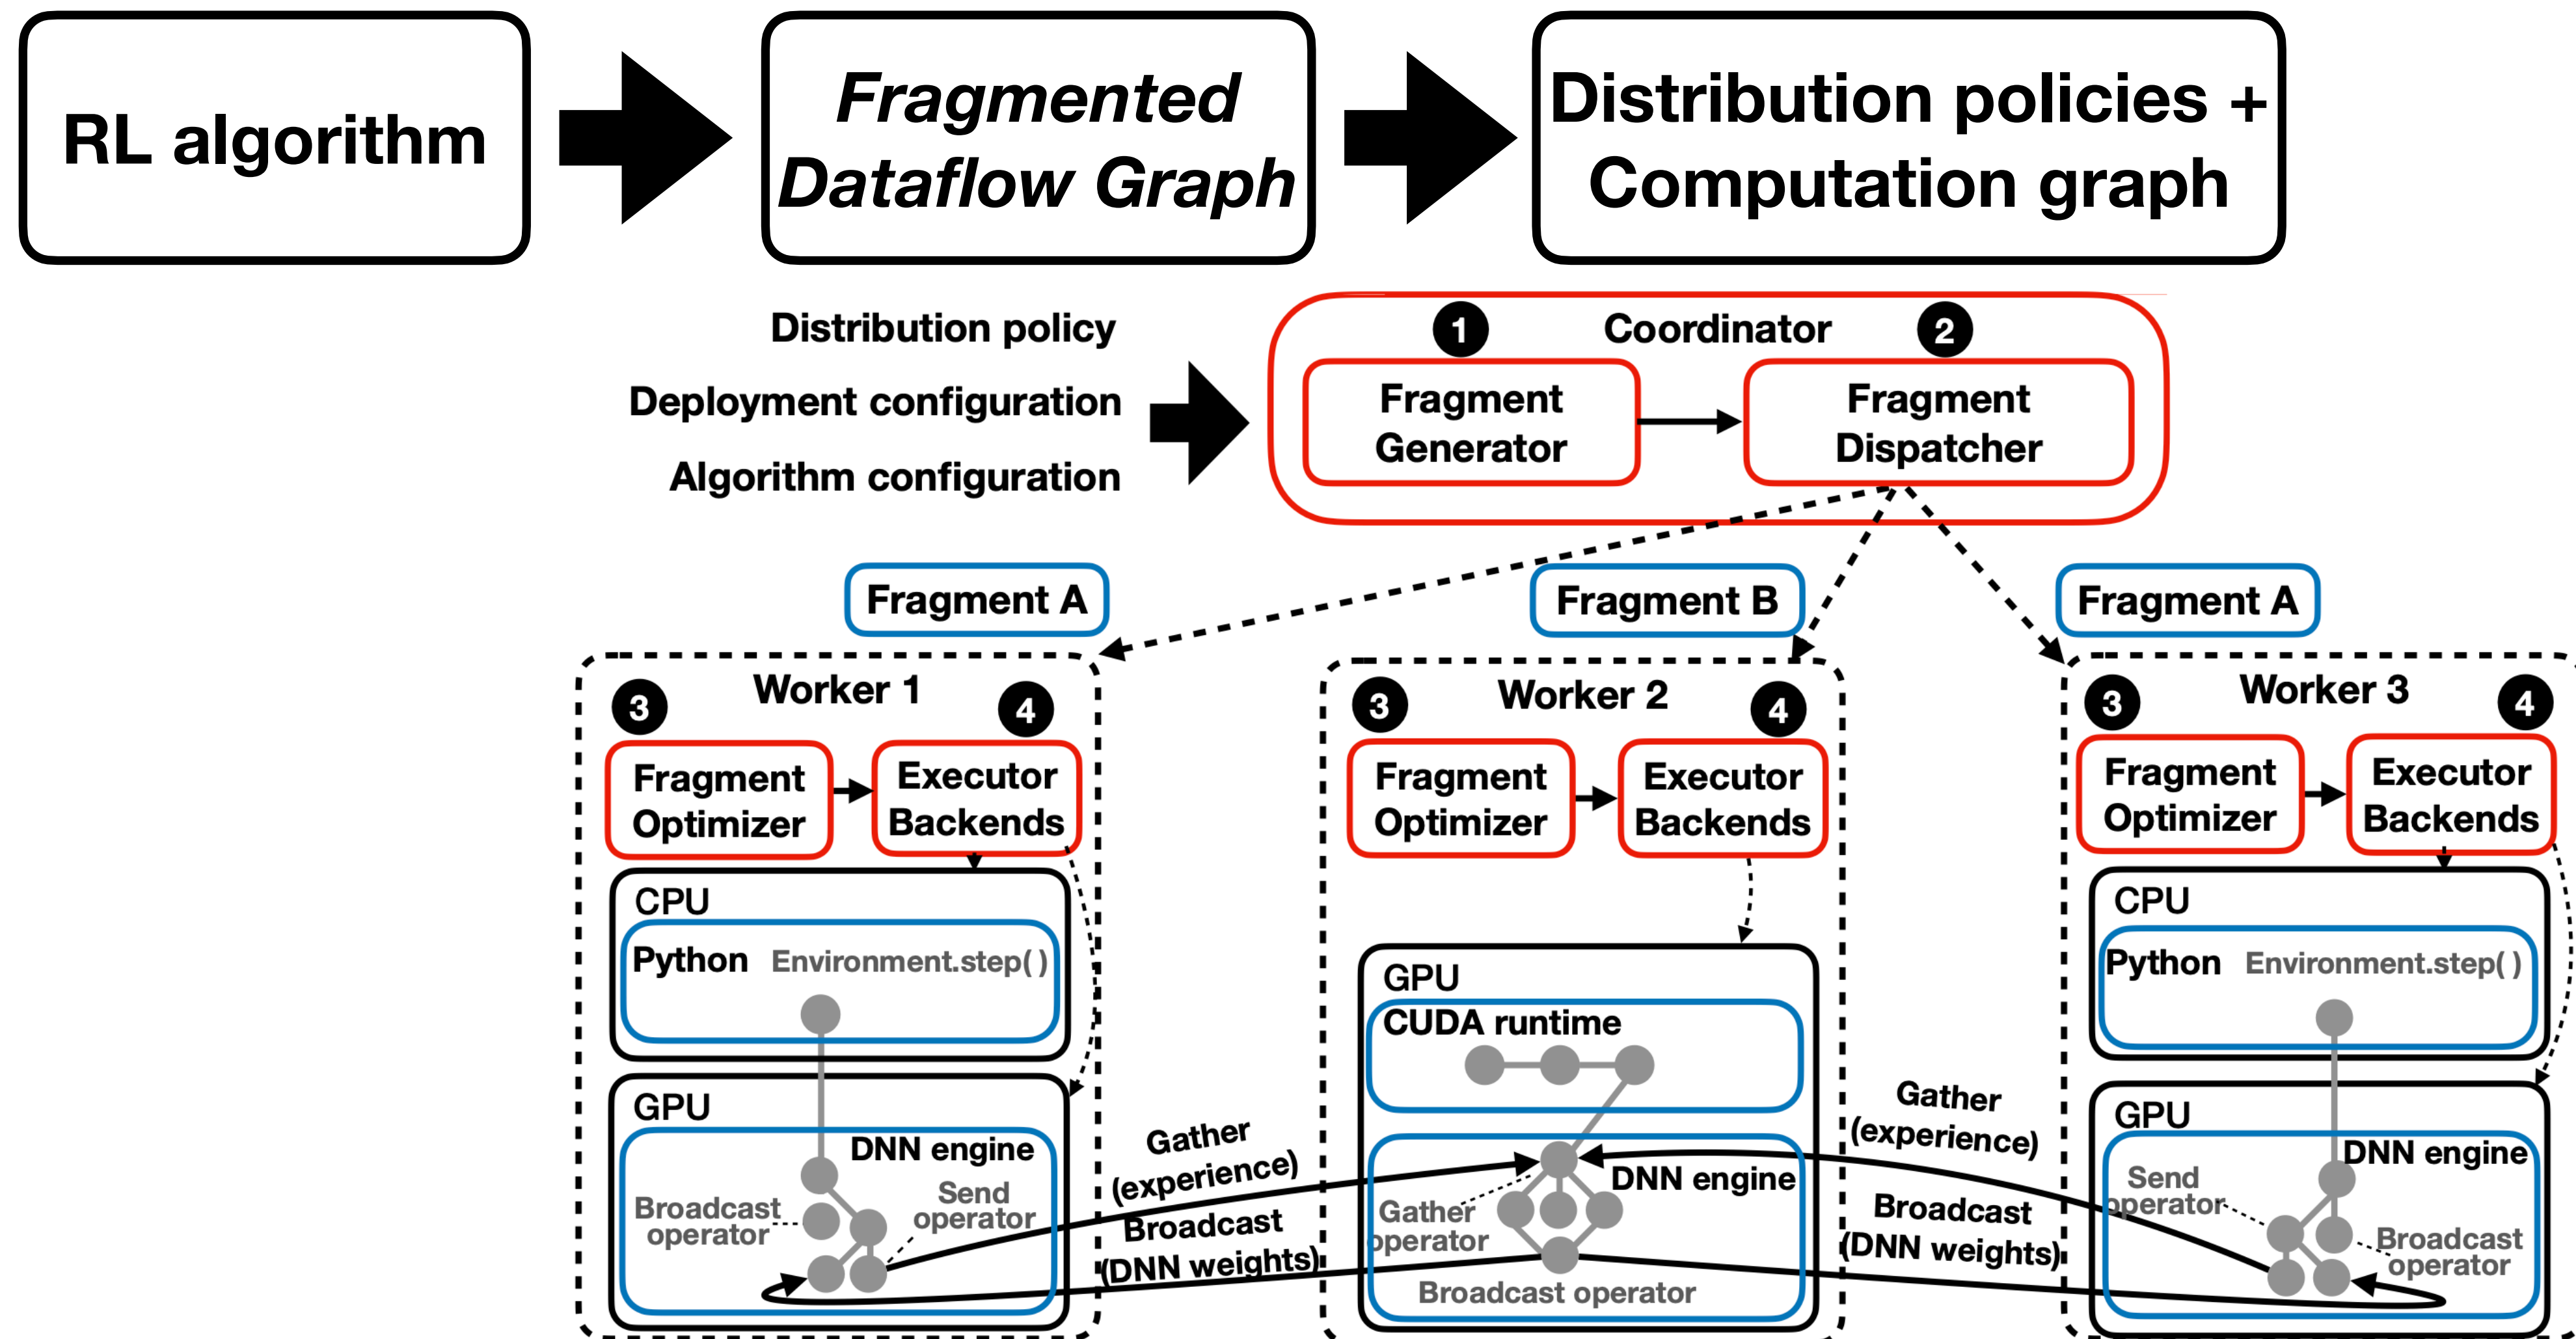 RL algorithm
Fragmented
Dataflow Graph
Distribution policies +
Computation graph
Distribution policy
Deployment configuration
Algorithm configuration
1 Coordinator 2
Fragment
Generator
Fragment
Dispatcher
Fragment A
Fragment B
Fragment A
3 Worker 1 4
Fragment
Optimizer
Executor
Backends
CPU
Python Environment.step( )
GPU
DNN engine
Broadcast
operator
Send
operator
Gather
(experience)
Broadcast
(DNN weights)
3 Worker 2 4
Fragment
Optimizer
Executor
Backends
GPU
CUDA runtime
DNN engine
Gather
operator
Broadcast operator
Gather
(experience)
Broadcast
(DNN weights)
3 Worker 3 4
Fragment
Optimizer
Executor
Backends
CPU
Python Environment.step( )
GPU
DNN engine
Send
operator
Broadcast
operator